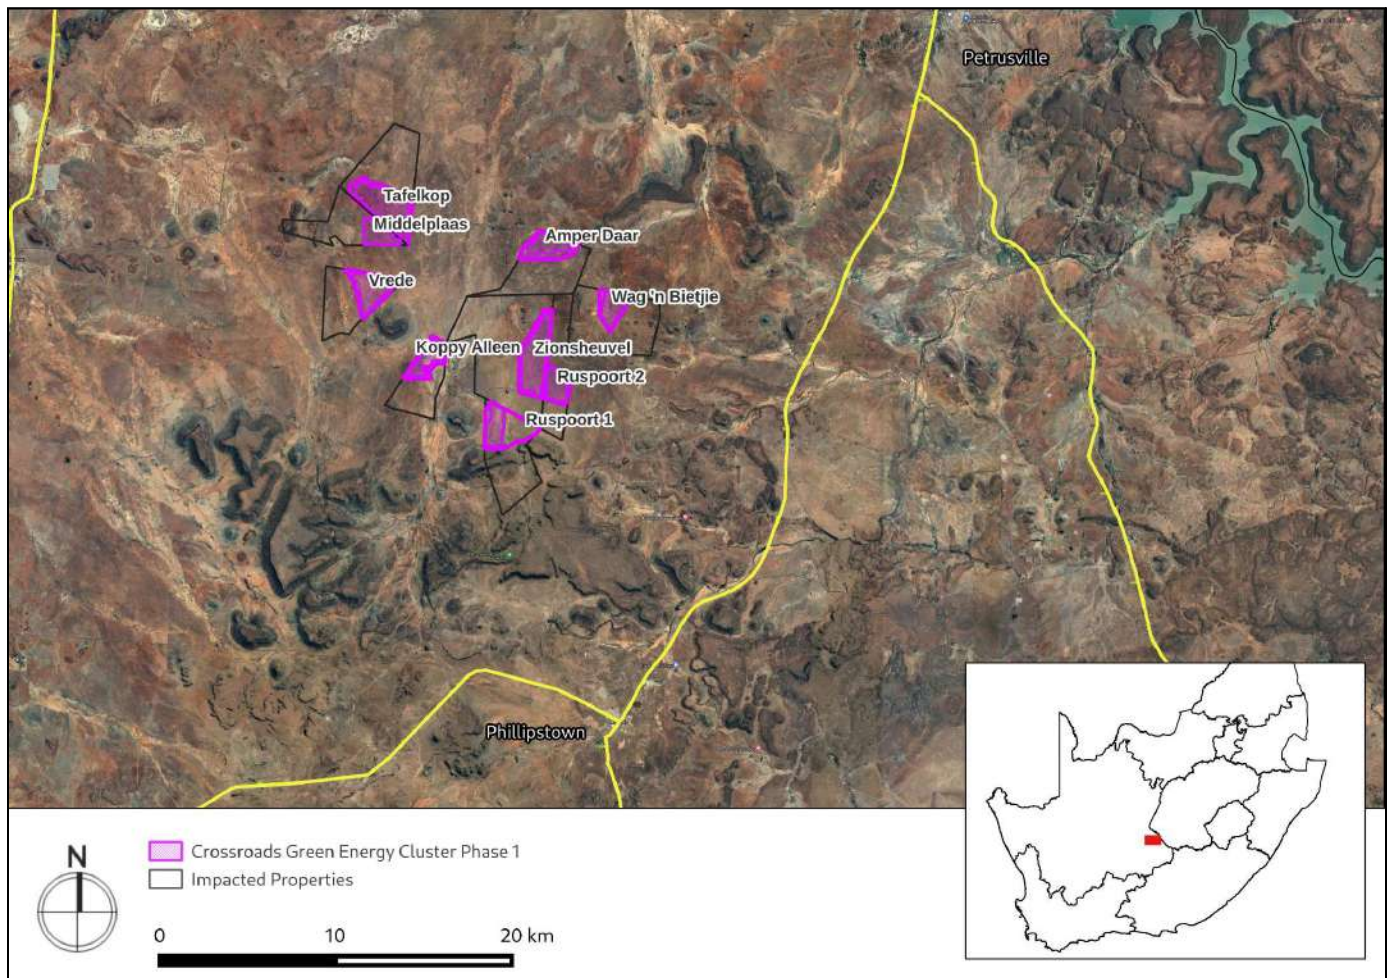 Petrusville
Tafelkop
Middelplaas
Amper Daar
Vrede
Wag 'n Bietjie
Koppy Alleen
Zionsheuvel
Ruspoort 2
Ruspoort 1
Phillipstown
N
Crossroads Green Energy Cluster Phase 1
Impacted Properties
0 10 20 km